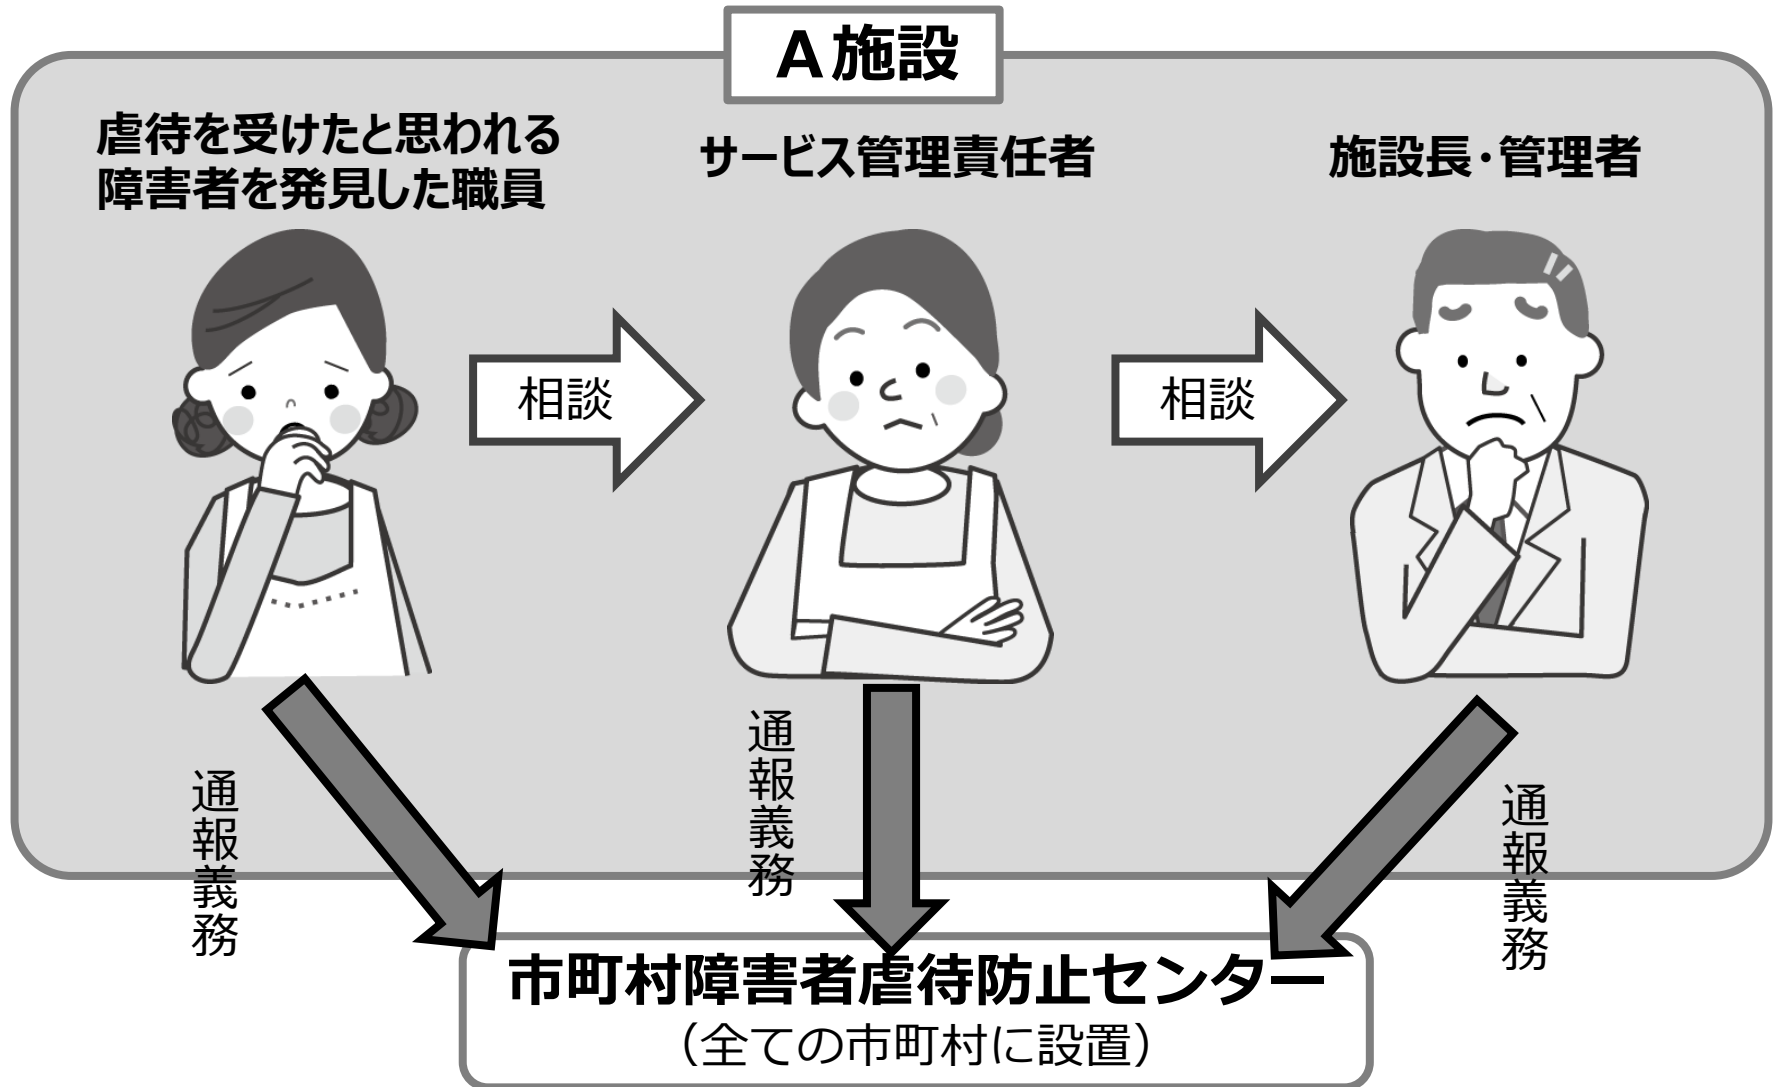 A施設
虐待を受けたと思われる
障害者を発見した職員
サービス管理責任者
施設長・管理者
相談
相談
通報義務
通報義務
通報義務
市町村障害者虐待防止センター
（全ての市町村に設置）